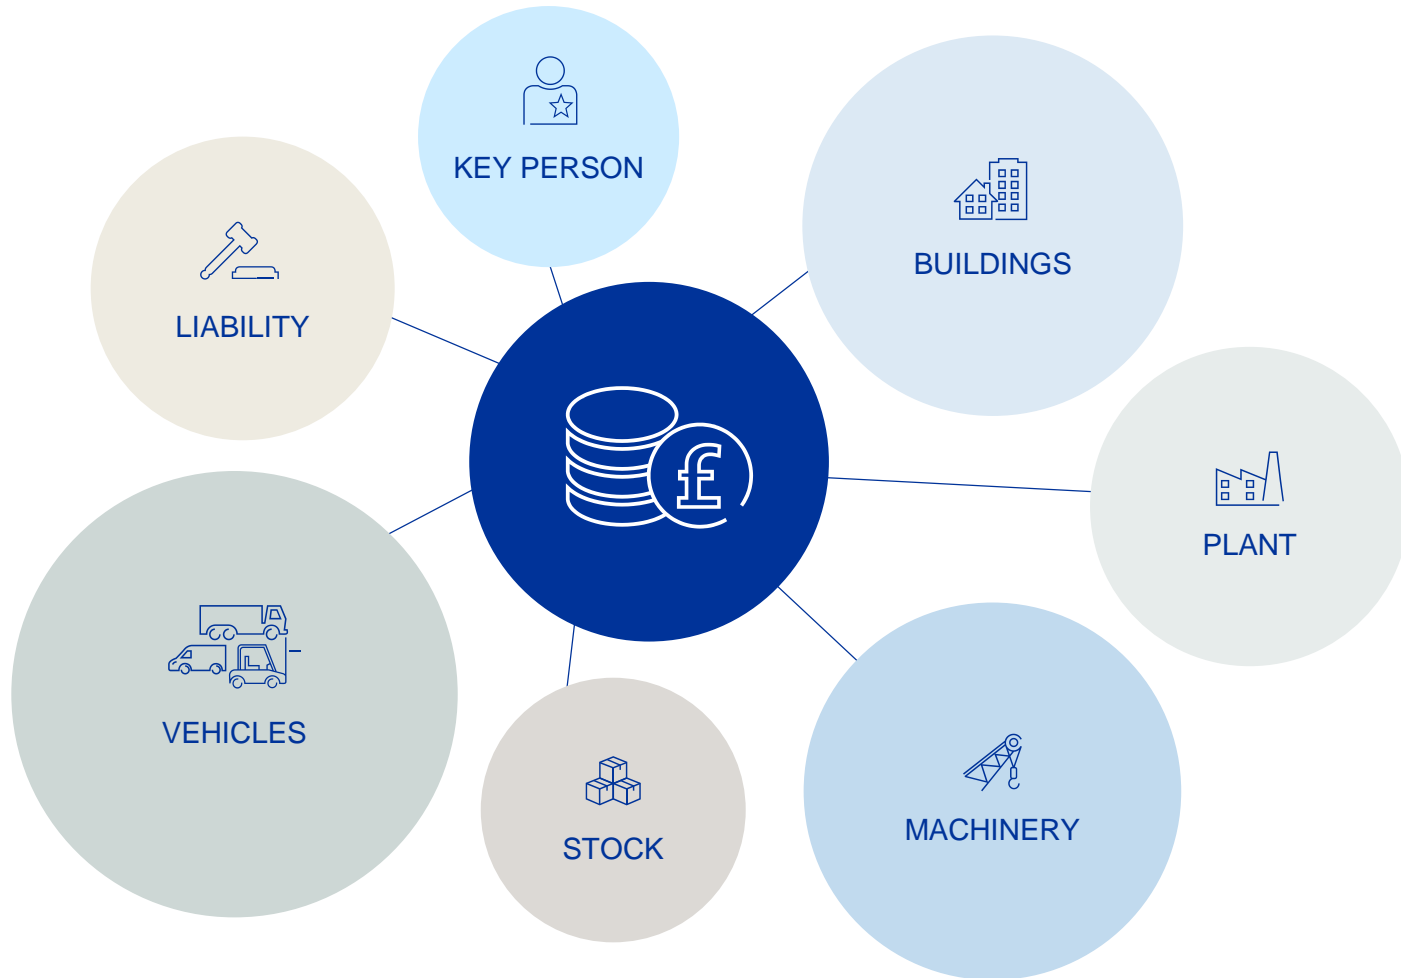 KEY PERSON
BUILDINGS
LIABILITY
£
PLANT
VEHICLES
MACHINERY
STOCK